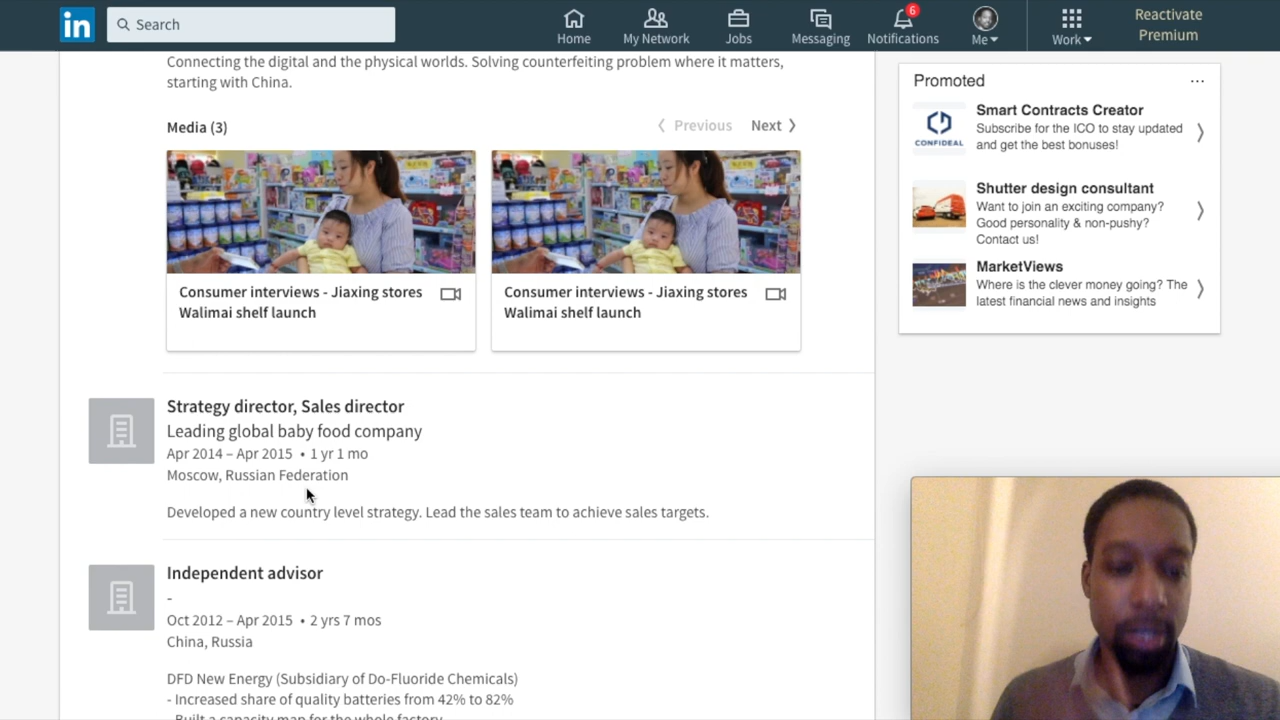 in
Search
Home
My Network
Jobs
Messaging
6
Notifications
Me
Work
Reactivate
Premium
Connecting the digital and the physical worlds. Solving counterfeiting problem where it matters,
starting with China.
Media (3)
Previous
Next
Consumer interviews - Jiaxing stores
Walimai shelf launch
Consumer interviews - Jiaxing stores
Walimai shelf launch
Strategy director, Sales director
Leading global baby food company
Apr 2014 – Apr 2015 • 1 yr 1 mo
Moscow, Russian Federation
Developed a new country level strategy. Lead the sales team to achieve sales targets.
Independent advisor
-
Oct 2012 – Apr 2015 • 2 yrs 7 mos
China, Russia
DFD New Energy (Subsidiary of Do-Fluoride Chemicals)
- Increased share of quality batteries from 42% to 82%
- Built a capacity map for the whole factory
Promoted
...
CONFIDEAL
Smart Contracts Creator
Subscribe for the ICO to stay updated
and get the best bonuses!
Shutter design consultant
Want to join an exciting company?
Good personality & non-pushy?
Contact us!
MarketViews
Where is the clever money going? The
latest financial news and insights